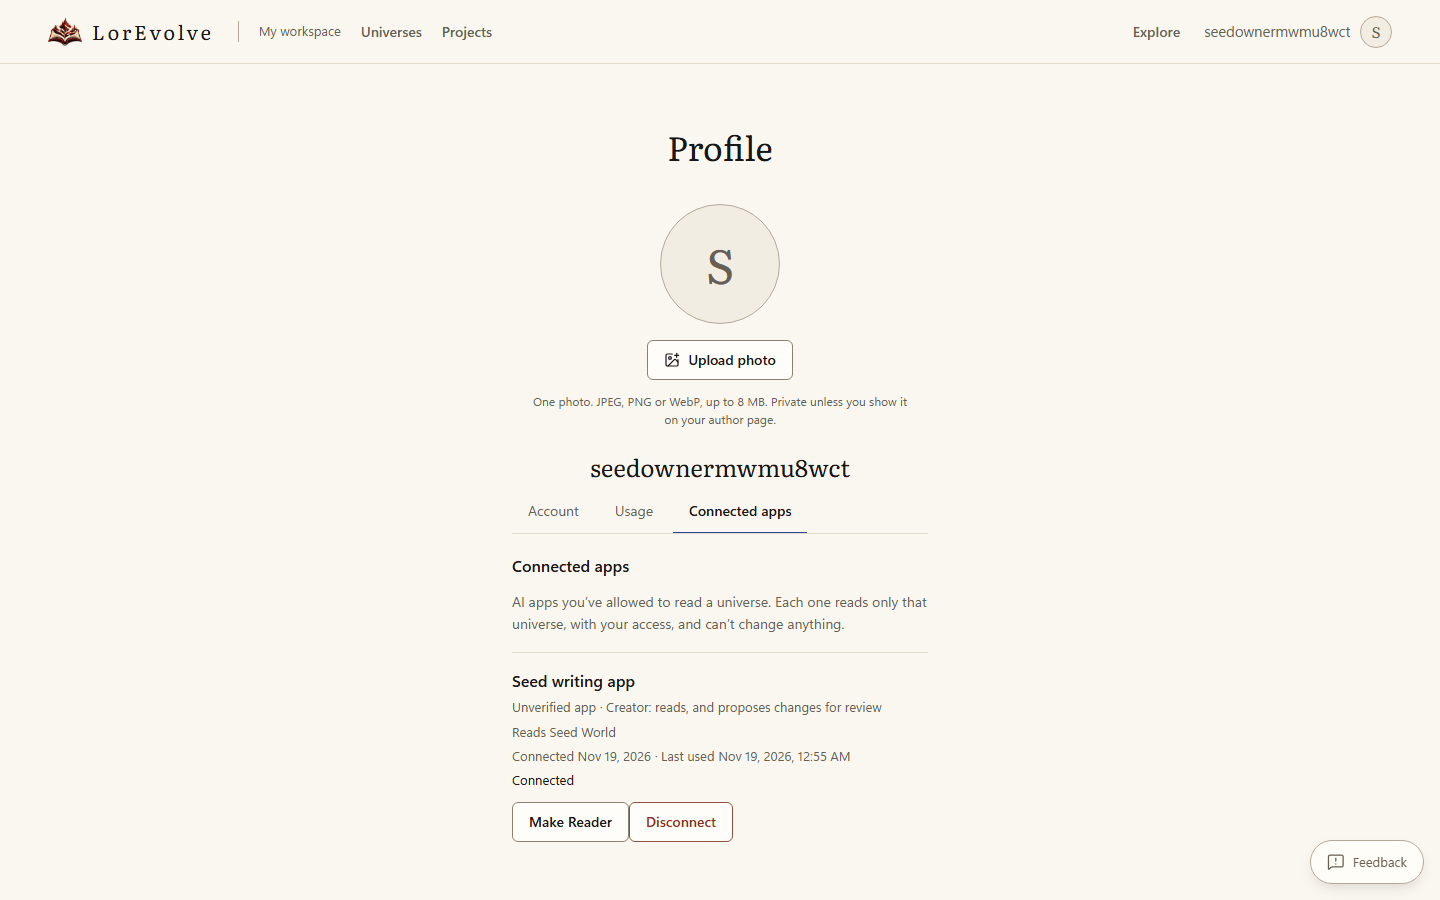 LorEvolve
My workspace
Universes
Projects
Explore
seedownermwmu8wct
S
Profile
S
Upload photo
One photo. JPEG, PNG or WebP, up to 8 MB. Private unless you show it
on your author page.
seedownermwmu8wct
Account
Usage
Connected apps
Connected apps
AI apps you’ve allowed to read a universe. Each one reads only that
universe, with your access, and can’t change anything.
Seed writing app
Unverified app · Creator: reads, and proposes changes for review
Reads Seed World
Connected Nov 19, 2026 · Last used Nov 19, 2026, 12:55 AM
Connected
Make Reader
Disconnect
Feedback